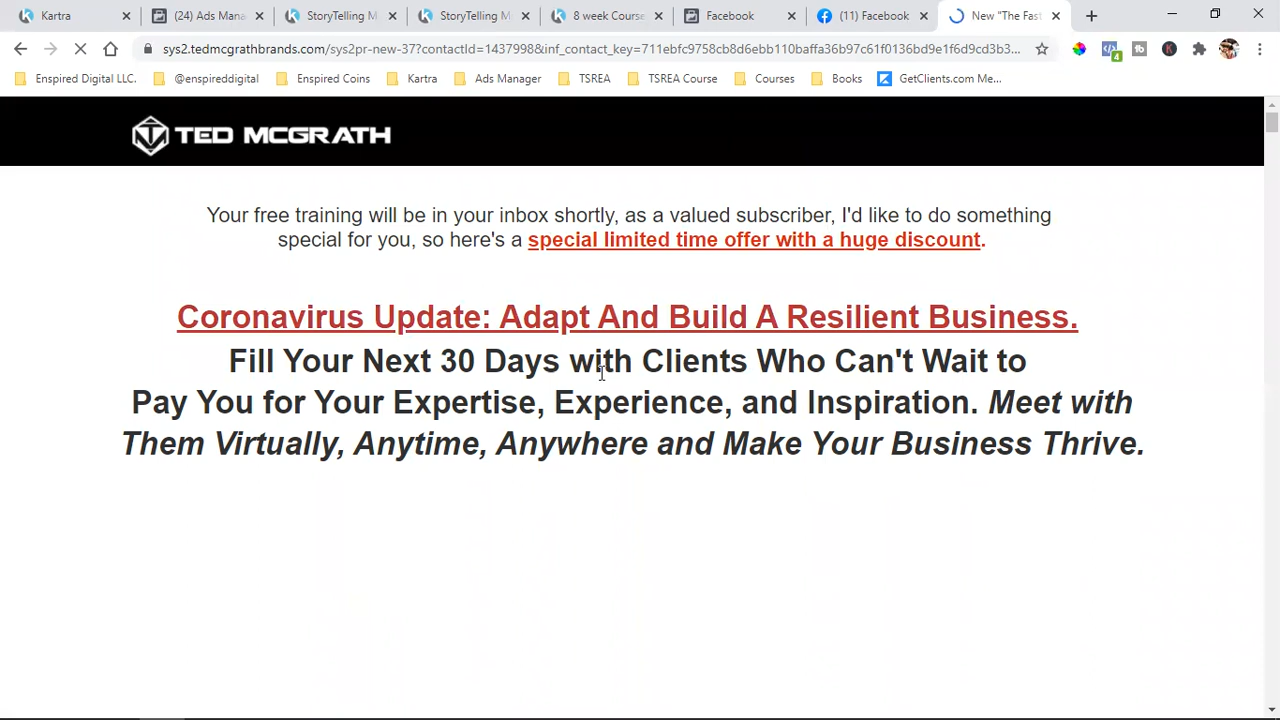 Kartra
(24) Ads Mana
StoryTelling M
StoryTelling M
8 week Course
Facebook
(11) Facebook
New "The Fast
sys2.tedmcgrathbrands.com/sys2pr-new-37?contactId=1437998&inf_contact_key=711ebfc9758cb8d6ebb110baffa36b97c61f0136bd9e1f6d9cd3b3...
4
Enspired Digital LLC.
@enspireddigital
Enspired Coins
Kartra
Ads Manager
TSREA
TSREA Course
Courses
Books
GetClients.com Me...
TED MCGRATH
Your free training will be in your inbox shortly, as a valued subscriber, I'd like to do something
special for you, so here's a special limited time offer with a huge discount.
Coronavirus Update: Adapt And Build A Resilient Business.
Fill Your Next 30 Days with Clients Who Can't Wait to
Pay You for Your Expertise, Experience, and Inspiration. Meet with
Them Virtually, Anytime, Anywhere and Make Your Business Thrive.